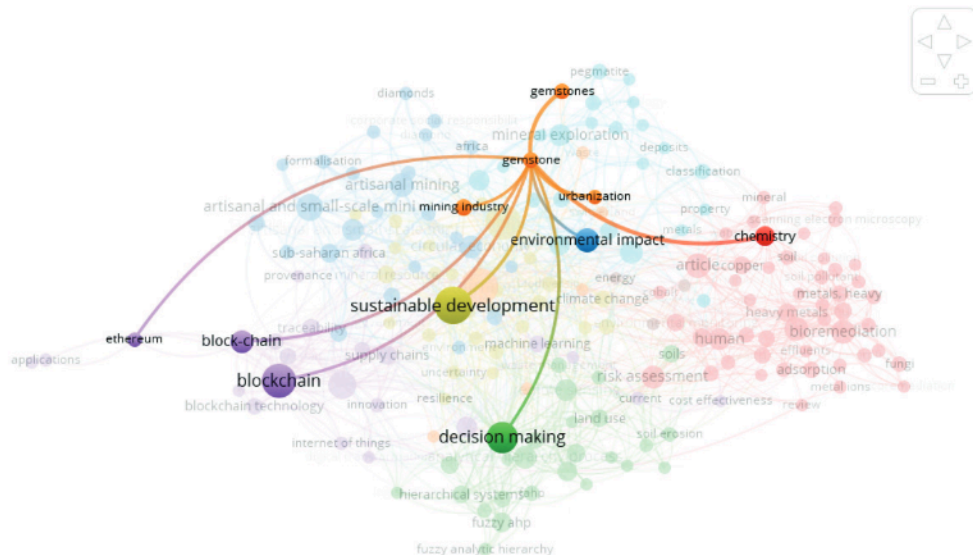 pegmatite
diamonds
gemstones
mineral exploration
africa
gemstone
deposits
formalisation
classification
artisanal mining
urbanization
mineral
artisanal and small-scale mini
mining industry
property
scanning electron microscopy
environmental impact
chemistry
metals
sub-saharan africa
soil
provenance
mineral resource
energy
article
copper
soil pollution
climate change
metals, heavy
sustainable development
heavy metals
traceability
bioremediation
ethereum
block-chain
machine learning
human
applications
supply chains
soils
effluents
fungi
blockchain
uncertainty
risk assessment
adsorption
metal ions
resilience
current
cost effectiveness
review
blockchain technology
innovation
land use
decision making
soil erosion
internet of things
hierarchical systems
fuzzy ahp
fuzzy analytic hierarchy